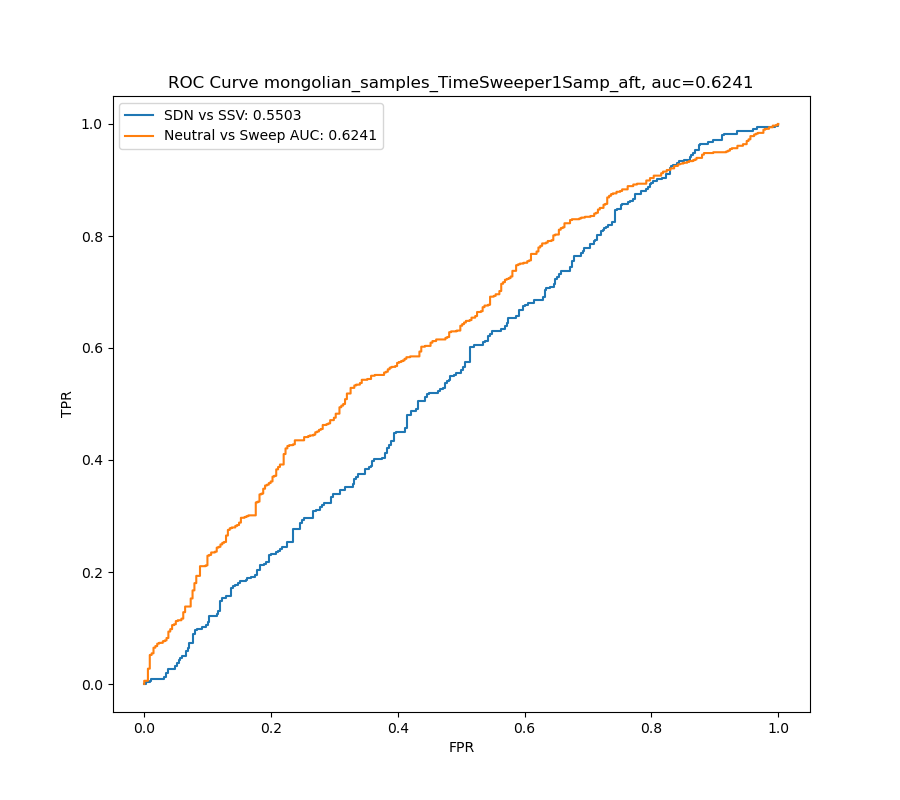 ROC Curve mongolian_samples_TimeSweeper1Samp_aft, auc=0.6241
SDN vs SSV: 0.5503
Neutral vs Sweep AUC: 0.6241
1.0
0.8
0.6
0.4
0.2
0.0
TPR
0.0 0.2 0.4 0.6 0.8 1.0
FPR